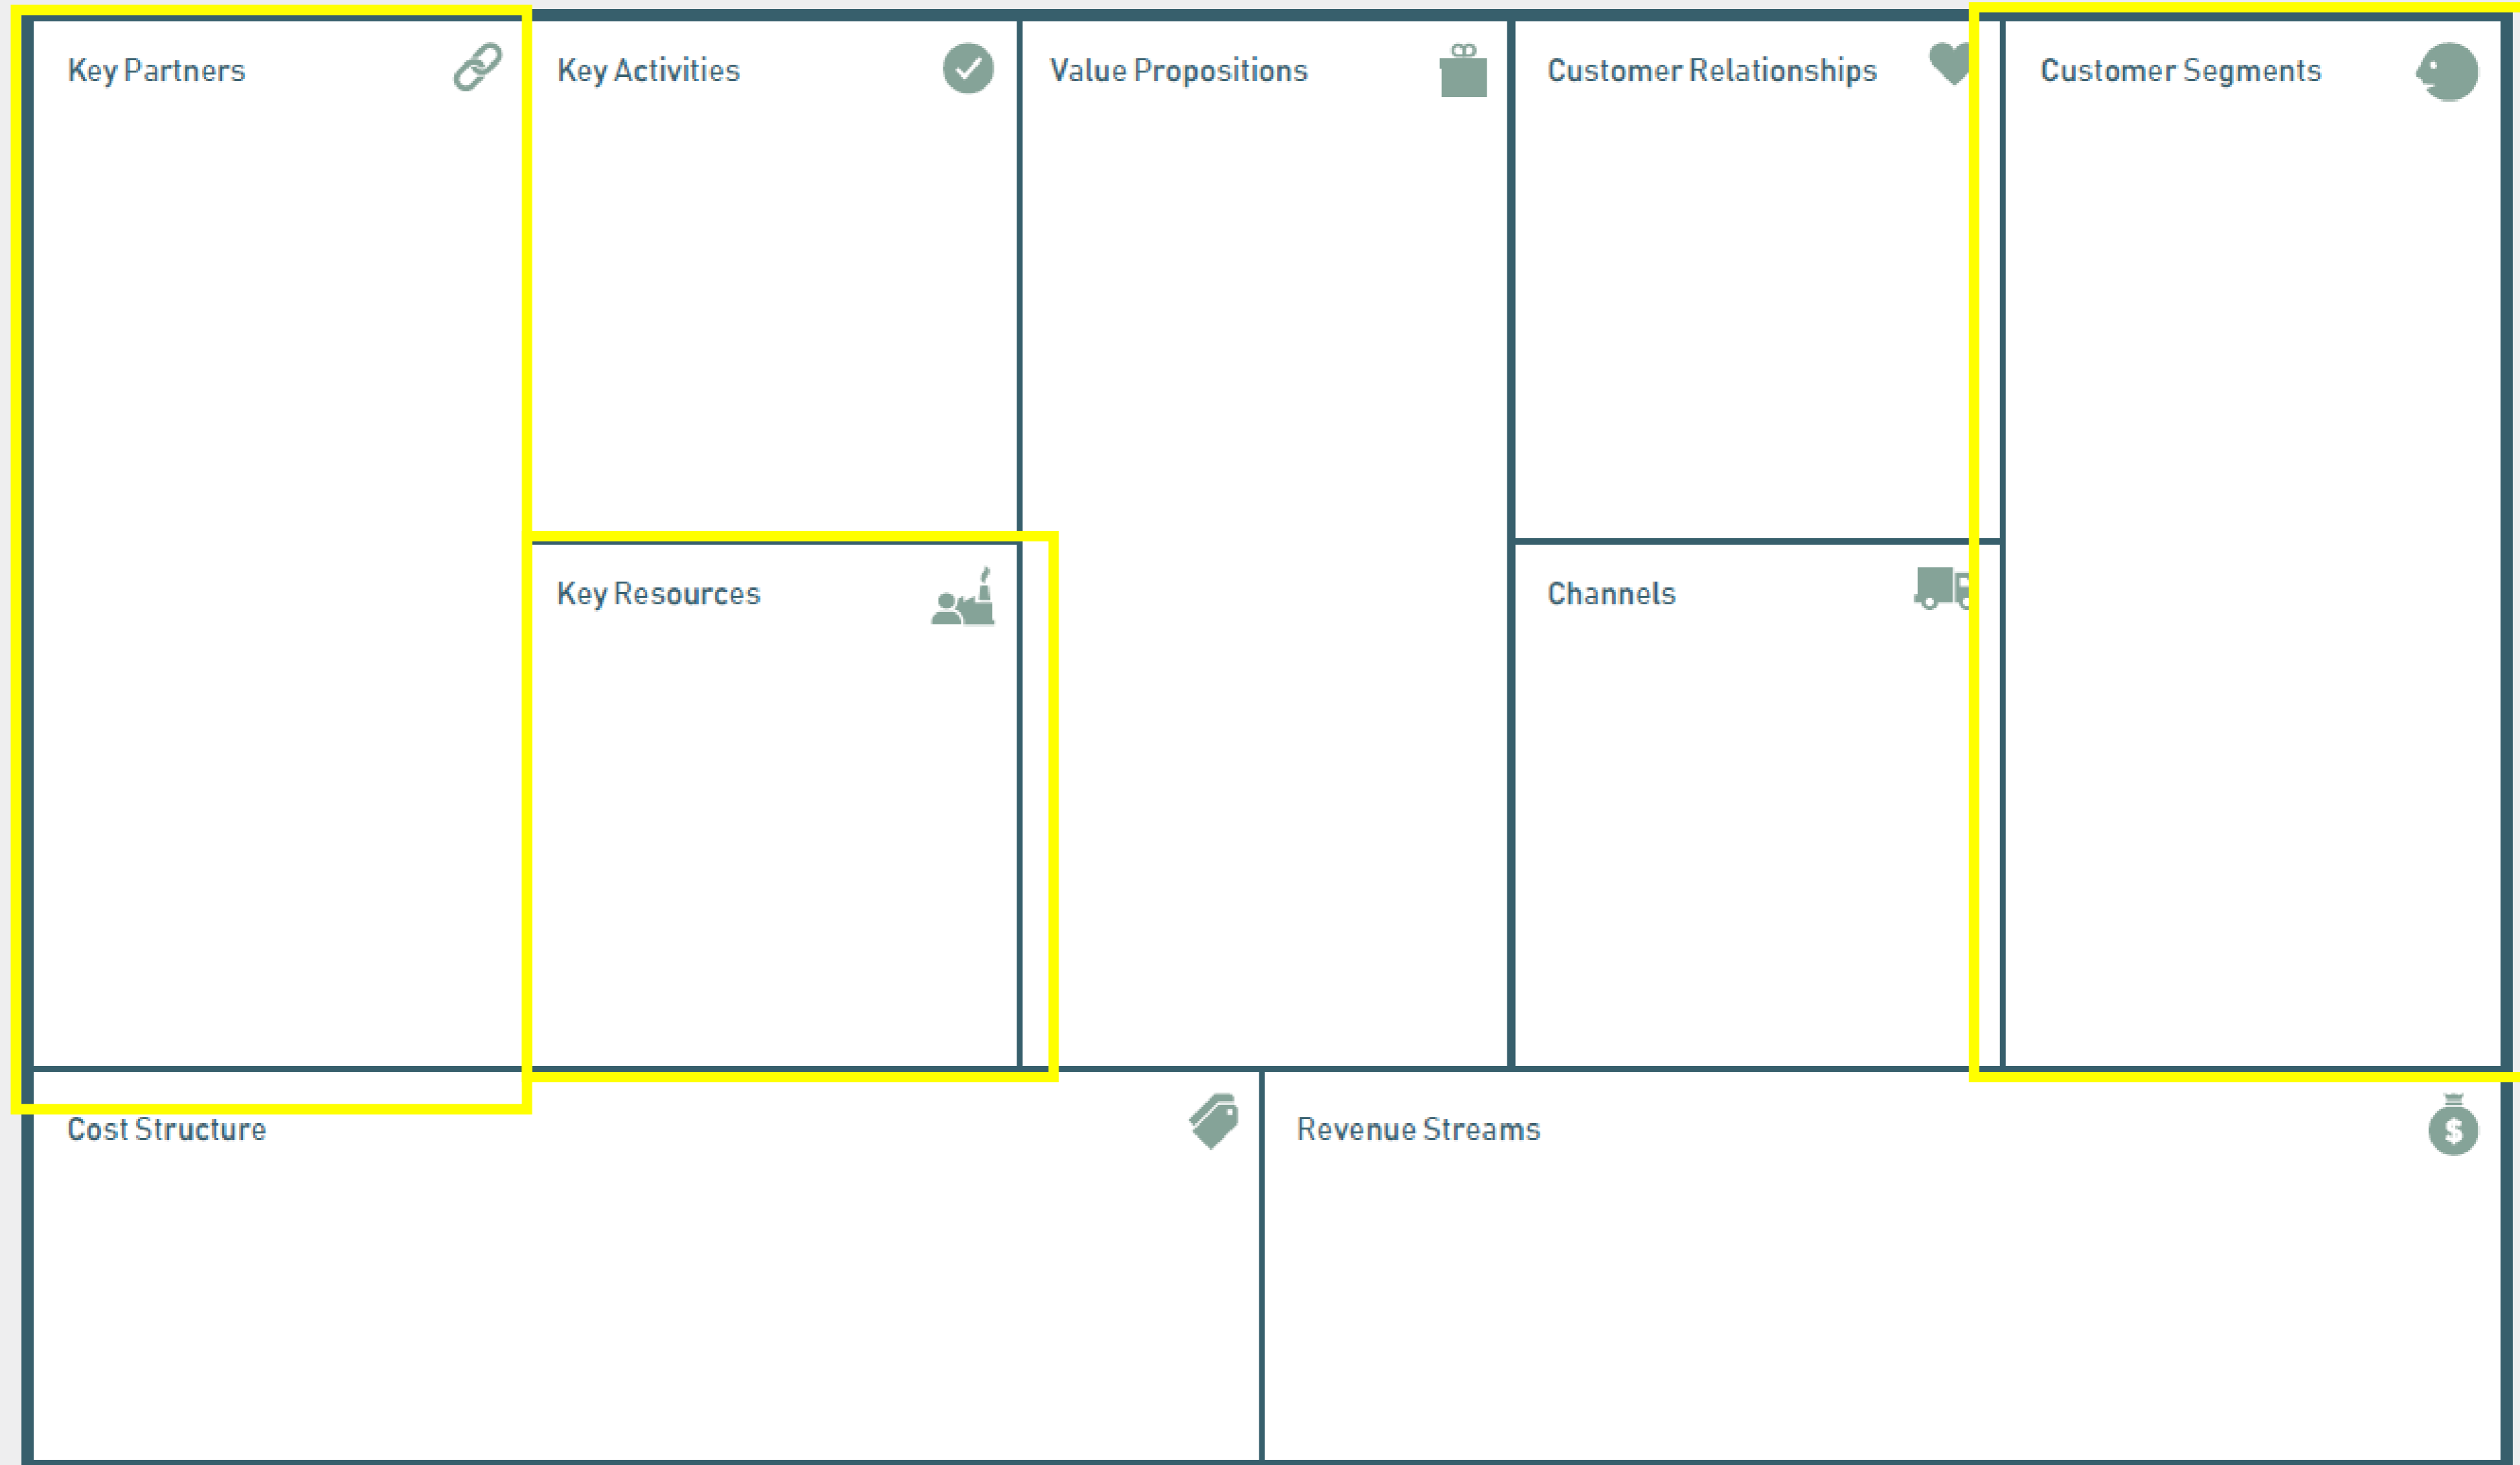 Key Partners
Key Activities
Value Propositions
Customer Relationships
Customer Segments
Key Resources
Channels
Cost Structure
Revenue Streams
$